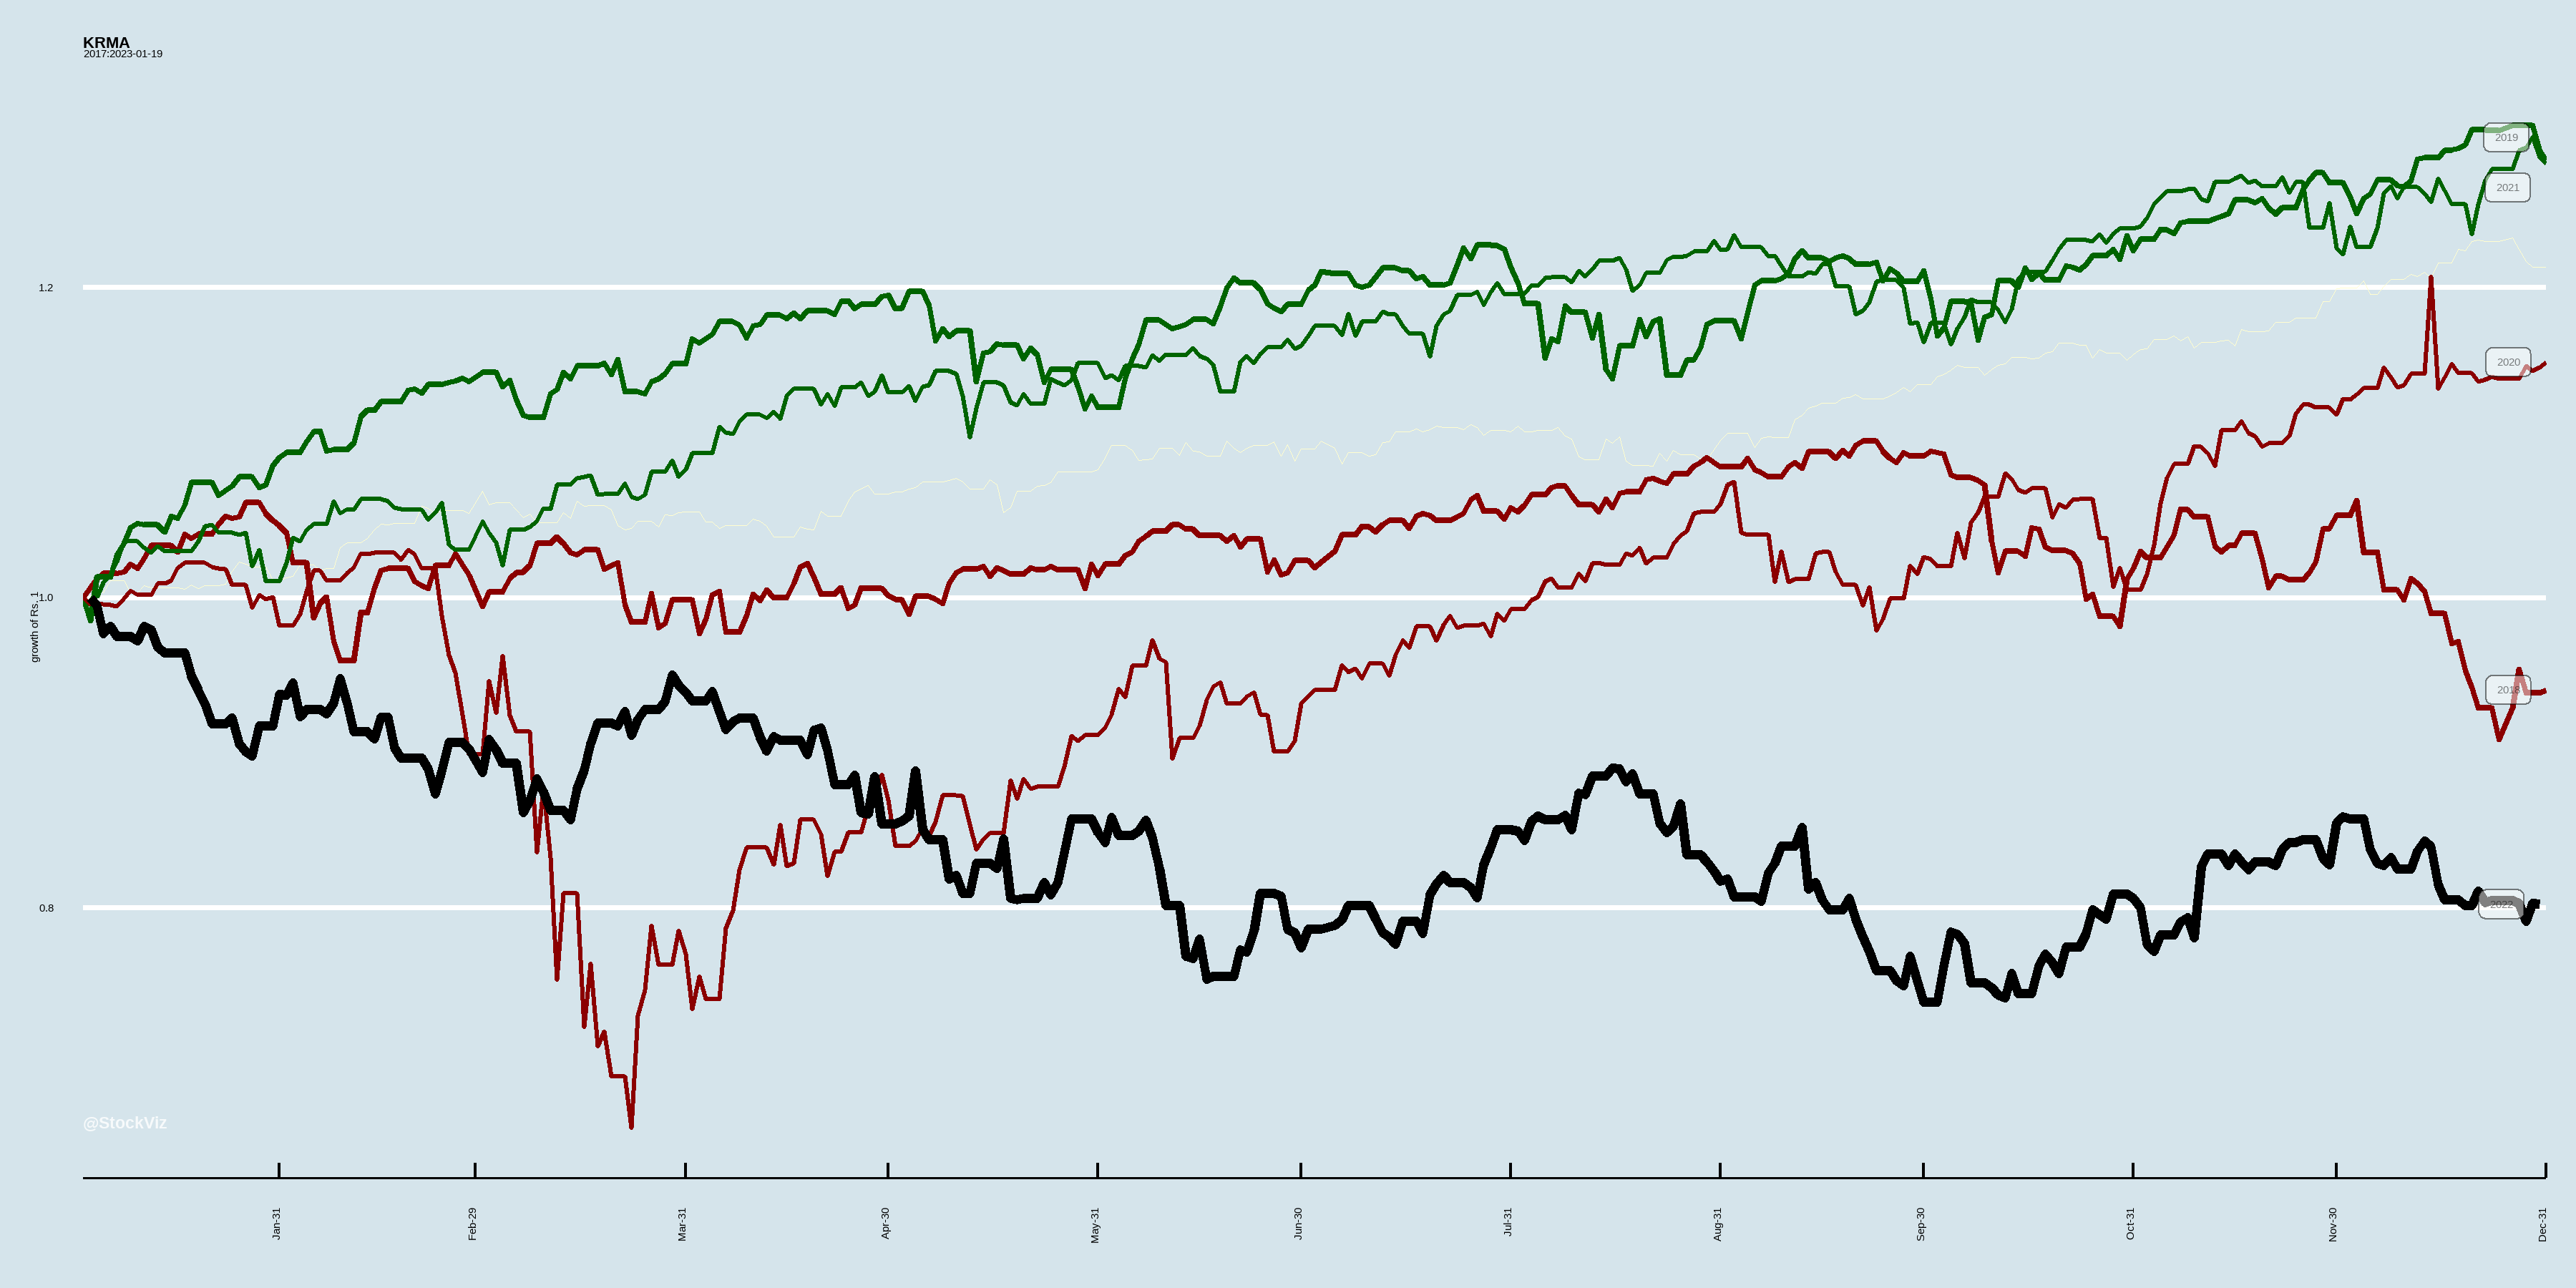 KRMA
2017:2023-01-19
2019
2021
1.2
2020
growth of Rs. 1
1.0
2018
0.8
2022
@StockViz
Jan-31
Feb-29
Mar-31
Apr-30
May-31
Jun-30
Jul-31
Aug-31
Sep-30
Oct-31
Nov-30
Dec-31